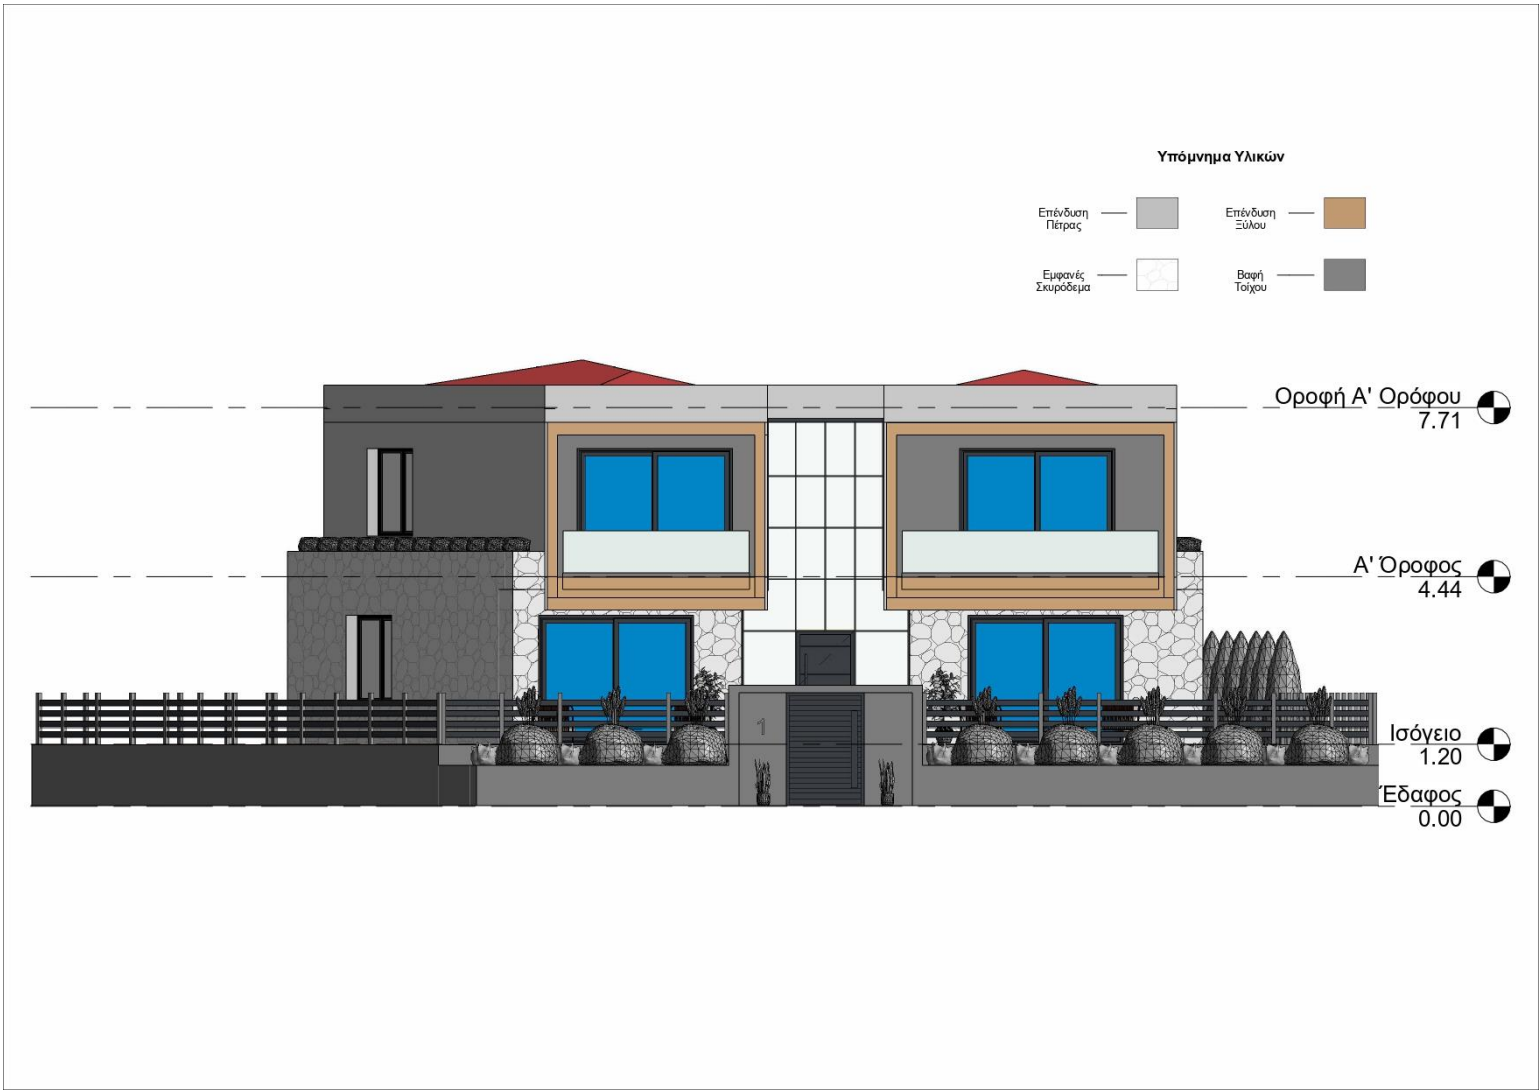 Υπόμνημα Υλικών
Επένδυση
Πέτρας
Επένδυση
Ξύλου
Εμφανές
Σκυρόδεμα
Βαφή
Τοίχου
Οροφή Α' Ορόφου
7.71
Α' Όροφος
4.44
1
Ισόγειο
1.20
Έδαφος
0.00